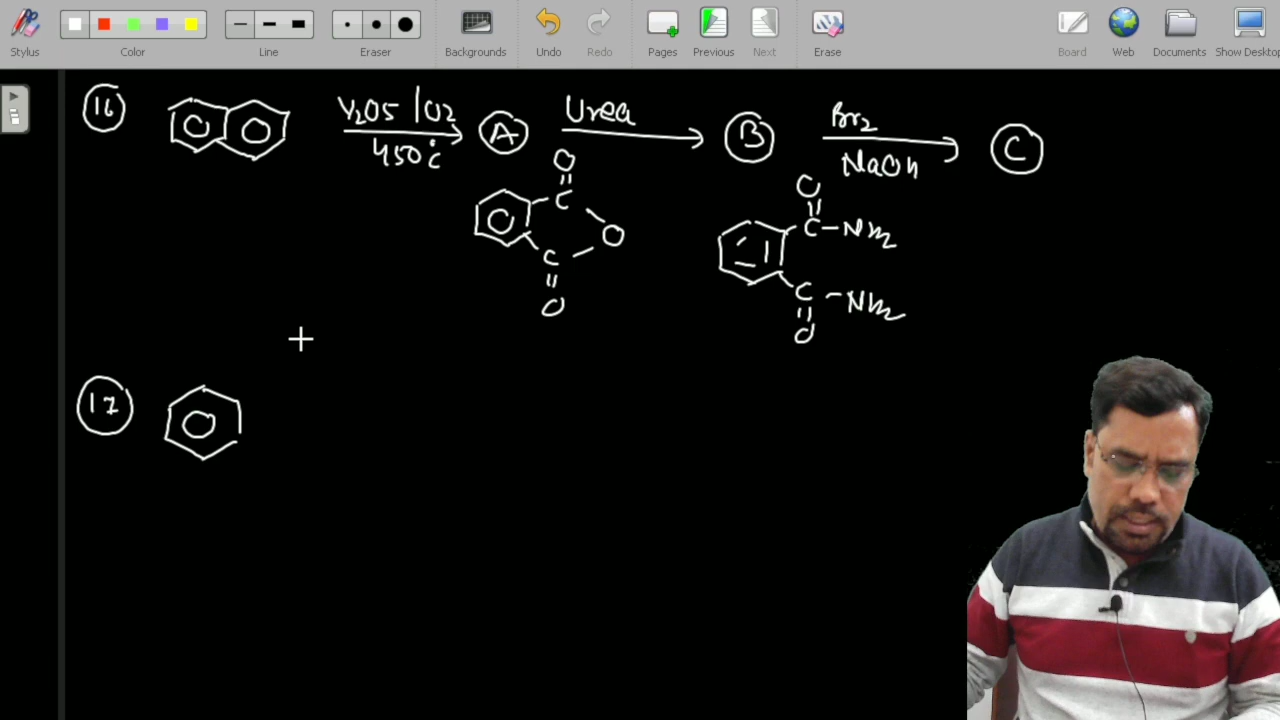 Stylus
Color
Line
Eraser
Backgrounds
Undo
Redo
Pages
Previous
Next
Erase
Board
Web
Documents
Show Desktop
16
V2O5 / O2
450°C
A
Urea
B
Br2
NaOH
C
O
C
O
C
O
O
C-NH2
C-NH2
O
17